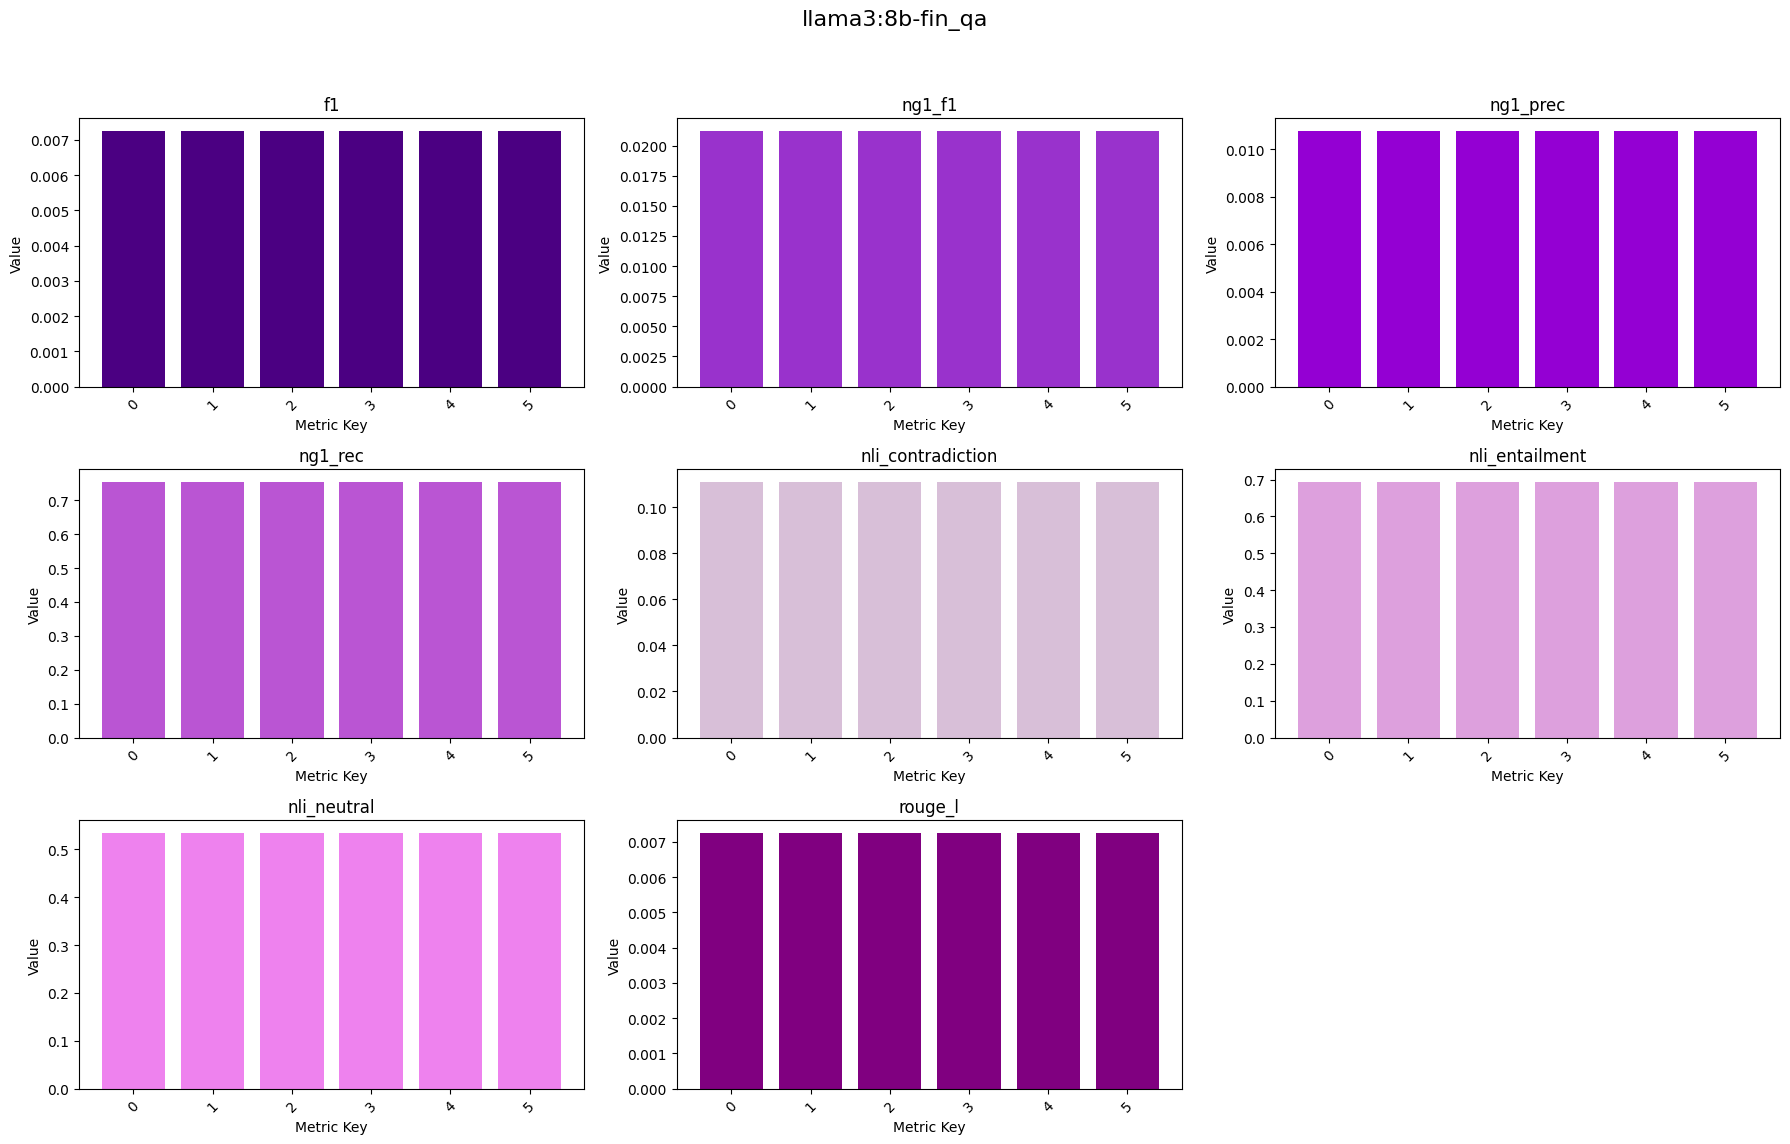 llama3:8b-fin_qa
f1
0.007
0.006
0.005
0.004
0.003
0.002
0.001
0.000
Value
0 1 2 3 4 5
Metric Key
ng1_f1
0.0200
0.0175
0.0150
0.0125
0.0100
0.0075
0.0050
0.0025
0.0000
Value
0 1 2 3 4 5
Metric Key
ng1_prec
0.010
0.008
0.006
0.004
0.002
0.000
Value
0 1 2 3 4 5
Metric Key
ng1_rec
0.7
0.6
0.5
0.4
0.3
0.2
0.1
0.0
Value
0 1 2 3 4 5
Metric Key
nli_contradiction
0.10
0.08
0.06
0.04
0.02
0.00
Value
0 1 2 3 4 5
Metric Key
nli_entailment
0.7
0.6
0.5
0.4
0.3
0.2
0.1
0.0
Value
0 1 2 3 4 5
Metric Key
nli_neutral
0.5
0.4
0.3
0.2
0.1
0.0
Value
0 1 2 3 4 5
Metric Key
rouge_l
0.007
0.006
0.005
0.004
0.003
0.002
0.001
0.000
Value
0 1 2 3 4 5
Metric Key